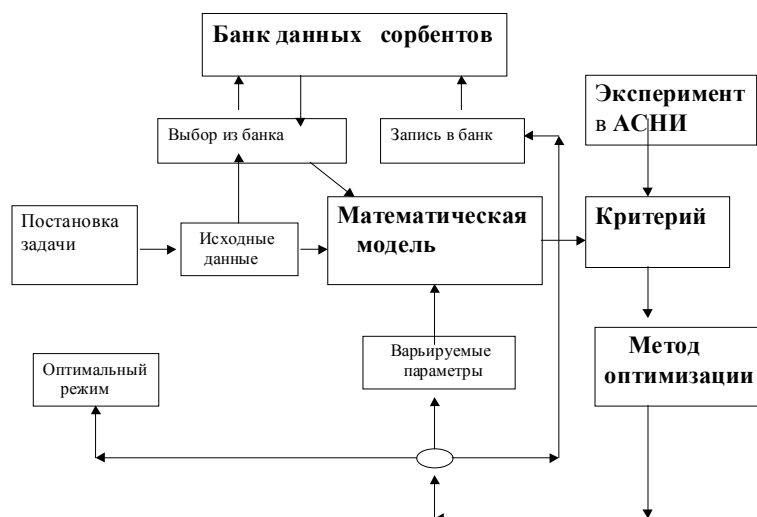 Банк данных сорбентов
Эксперимент
в АСНИ
Выбор из банка
Запись в банк
Постановка
задачи
Исходные
данные
Математическая
модель
Критерий
Варьируемые
параметры
Метод
оптимизации
Оптимальный
режим